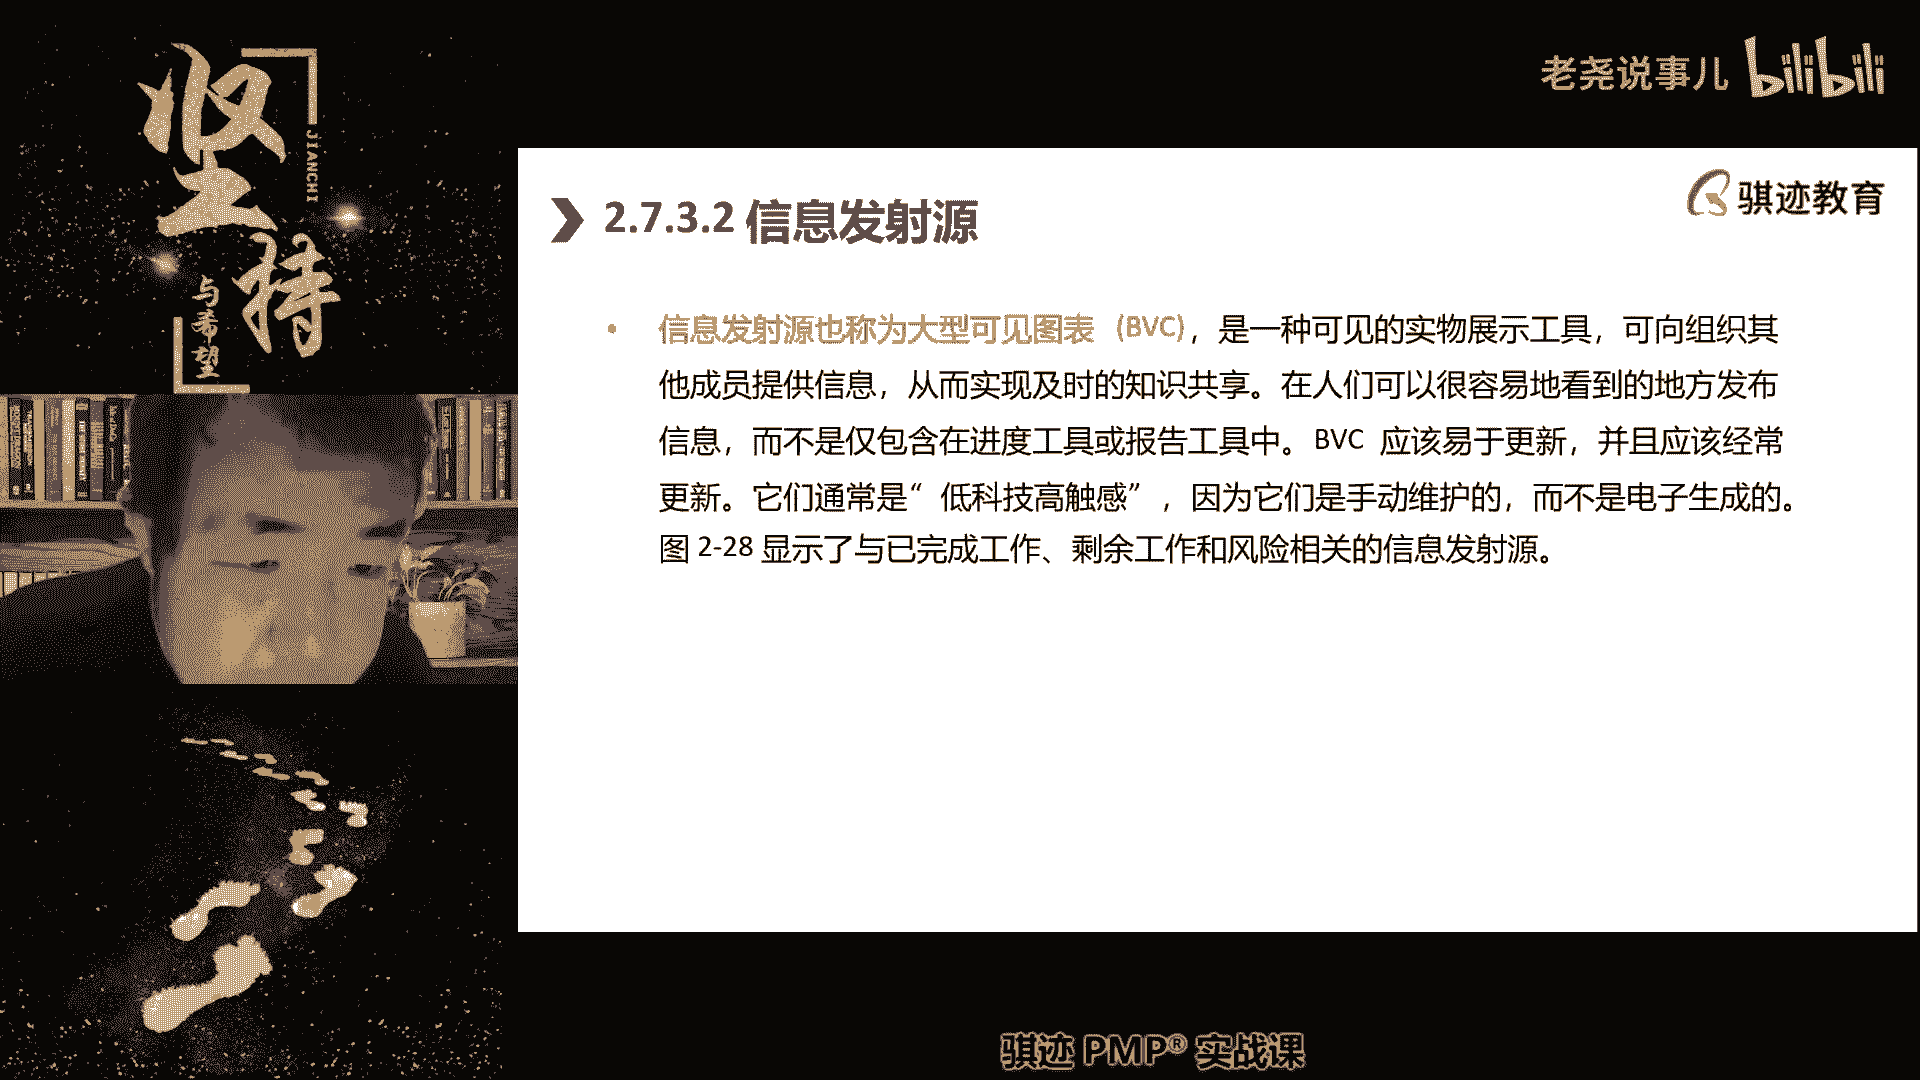 坚持
JIANCHI
与希望
老尧说事儿 bilibili
骐迹教育
2.7.3.2 信息发射源
• 信息发射源也称为大型可见图表 (BVC)，是一种可见的实物展示工具，可向组织其
他成员提供信息，从而实现及时的知识共享。在人们可以很容易地看到的地方发布
信息，而不是仅包含在进度工具或报告工具中。BVC 应该易于更新，并且应该经常
更新。它们通常是“低科技高触感”，因为它们是手动维护的，而不是电子生成的。
图 2-28 显示了与已完成工作、剩余工作和风险相关的信息发射源。
骐迹 PMP® 实战课